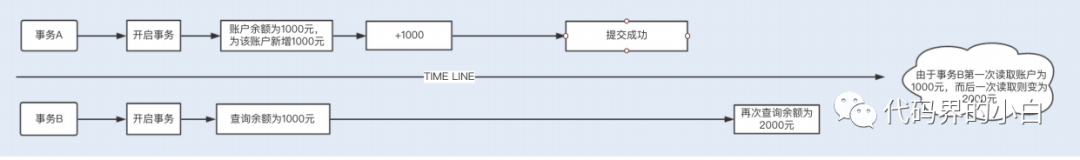 事务A
开启事务
账户余额为1000元,
为该账户新增1000元
+1000
提交成功
TIME LINE
由于事务B第一次读取账户为
1000元，而后一次读取则变为
2000元
事务B
开启事务
查询余额为1000元
再次查询余额为
2000元
代码界的小白